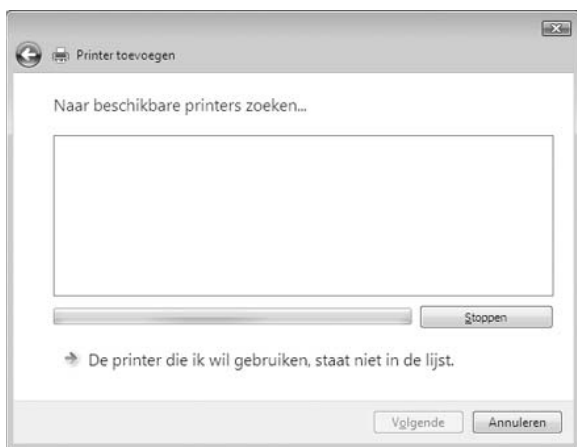 Printer toevoegen
Naar beschikbare printers zoeken...
Stoppen
De printer die ik wil gebruiken, staat niet in de lijst.
Volgende Annuleren